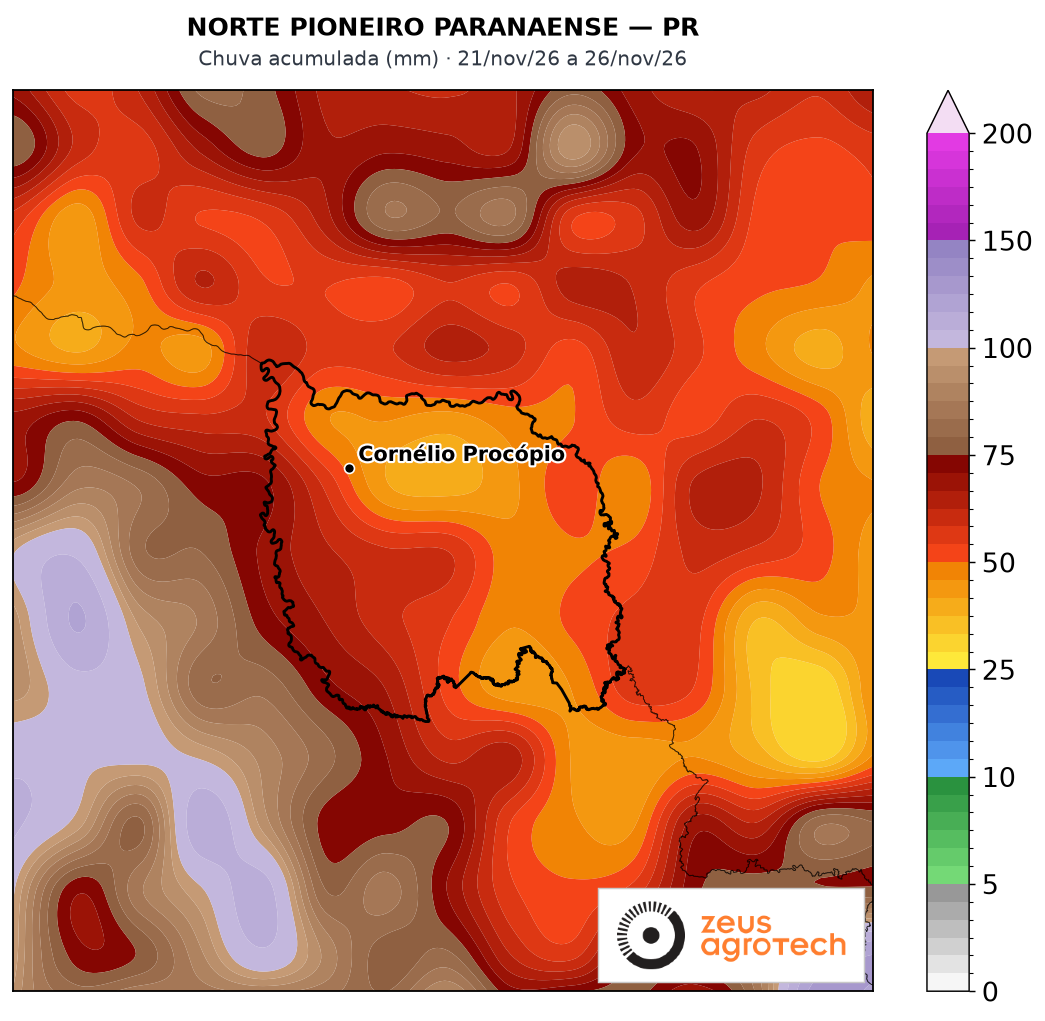 NORTE PIONEIRO PARANAENSE — PR
Chuva acumulada (mm) · 21/nov/26 a 26/nov/26
200
150
100
75
50
25
10
5
0
Cornélio Procópio
zeus
agrotech